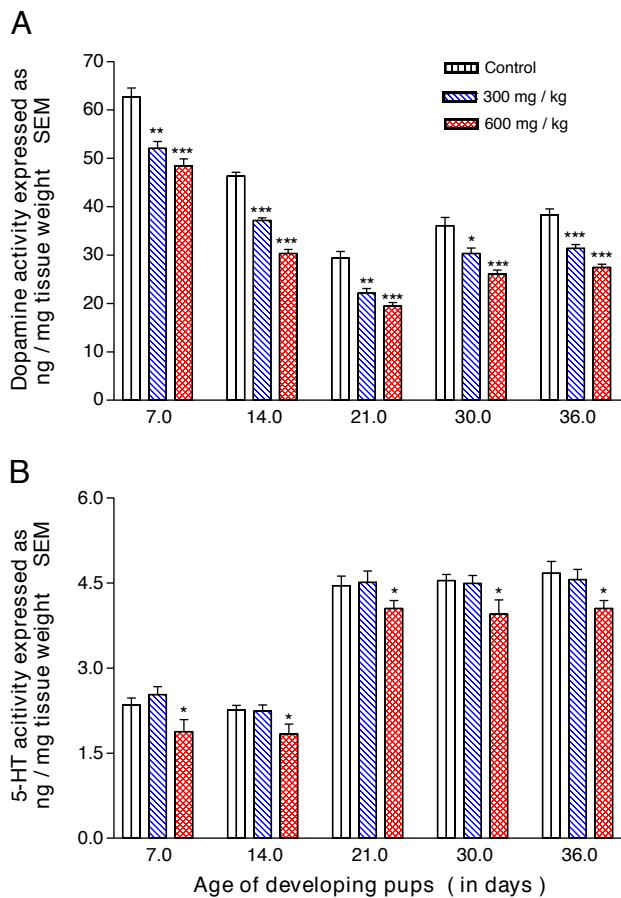 A
Dopamine activity expressed as
ng / mg tissue weight SEM
70
60
50
40
30
20
10
0
Control
300 mg / kg
600 mg / kg
** ***
*** ***
** ***
* ***
*** ***
7.0 14.0 21.0 30.0 36.0
B
5-HT acitivity expressed as
ng / mg tissue weight SEM
6.0
4.5
3.0
1.5
0.0
* * * * *
7.0 14.0 21.0 30.0 36.0
Age of developing pups ( in days )